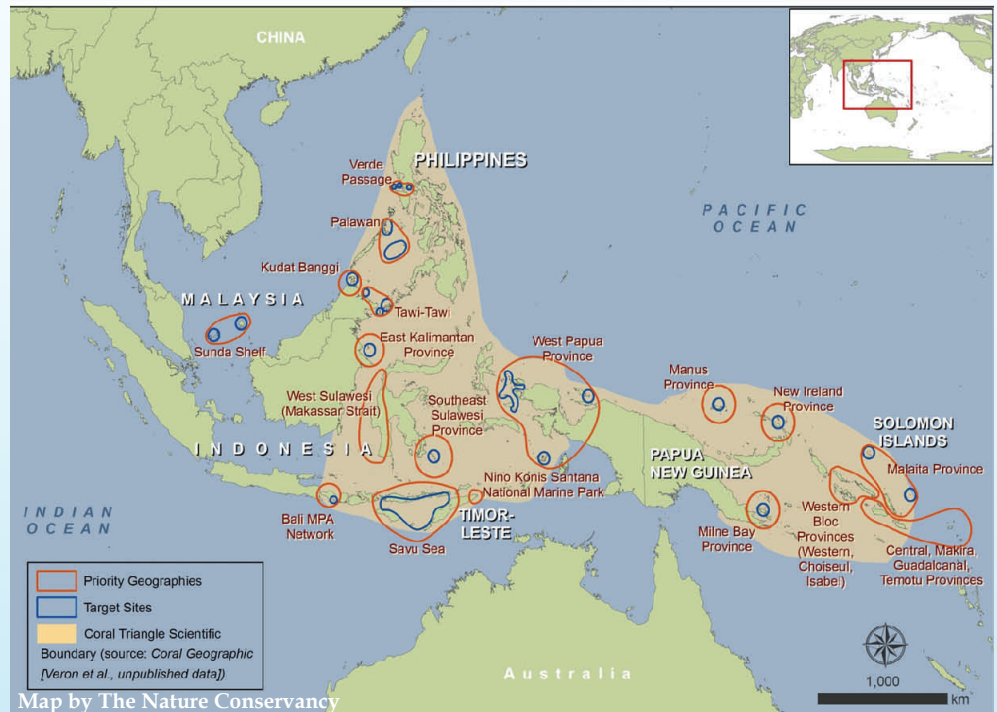 CHINA
PHILIPPINES
Verde
Passage
Palawan
PACIFIC
OCEAN
Kudat Banggi
MALAYSIA
Tawi-Tawi
Sunda Shelf
East Kalimantan
Province
West Papua
Province
West Sulawesi
(Makassar Strait)
Southeast
Sulawesi
Province
Manus
Province
New Ireland
Province
SOLOMON
ISLANDS
INDONESIA
Malaita Province
PAPUA
NEW GUINEA
Nino Konis Santana
National Marine Park
INDIAN
OCEAN
Bali MPA
Network
TIMOR-
LESTE
Savu Sea
Milne Bay
Province
Western
Bloc
Provinces
(Western,
Choiseul,
Isabel)
Central, Makira,
Guadalcanal,
Temotu Provinces
Priority Geographies
Target Sites
Coral Triangle Scientific
Boundary (source: Coral Geographic
[Veron et al., unpublished data])
Australia
1,000
km
Map by The Nature Conservancy